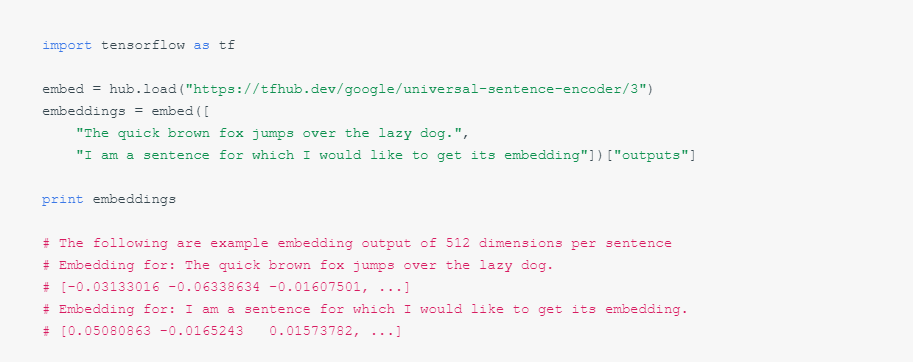 import tensorflow as tf
embed = hub.load("https://tfhub.dev/google/universal-sentence-encoder/3")
embeddings = embed([
    "The quick brown fox jumps over the lazy dog.",
    "I am a sentence for which I would like to get its embedding"])["outputs"]
print embeddings
# The following are example embedding output of 512 dimensions per sentence
# Embedding for: The quick brown fox jumps over the lazy dog.
# [-0.03133016 -0.06338634 -0.01607501, ...]
# Embedding for: I am a sentence for which I would like to get its embedding.
# [0.05080863 -0.0165243   0.01573782, ...]